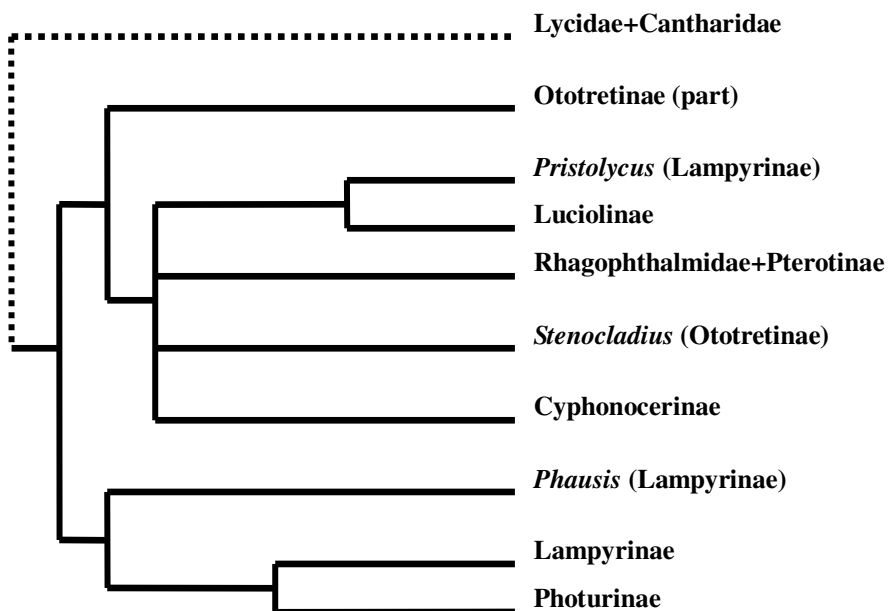 Lycidae+Cantharidae
Ototretinae (part)
Pristolycus (Lampyrinae)
Luciolinae
Rhagophthalmidae+Pterotinae
Stenocladius (Ototretinae)
Cyphonocerinae
Phausis (Lampyrinae)
Lampyrinae
Photurinae